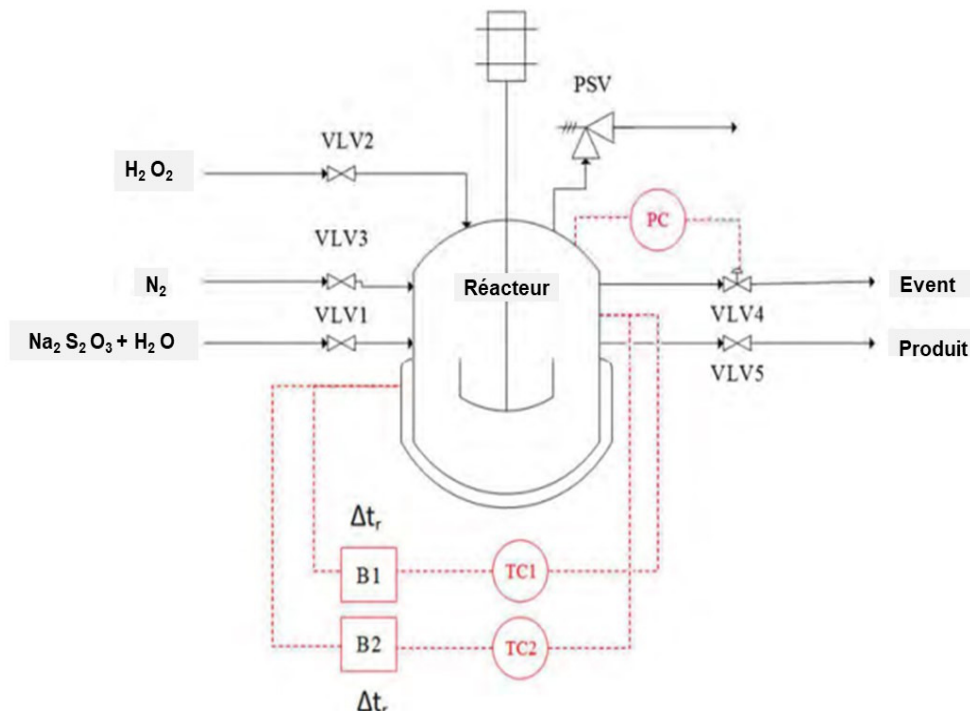 PSV
VLV2
H₂ O₂
PC
VLV3
N₂
Réacteur
Event
VLV1
VLV4
Na₂ S₂ O₃ + H₂ O
Produit
VLV5
Δtᵣ
B1
TC1
B2
TC2
Δtᵣ